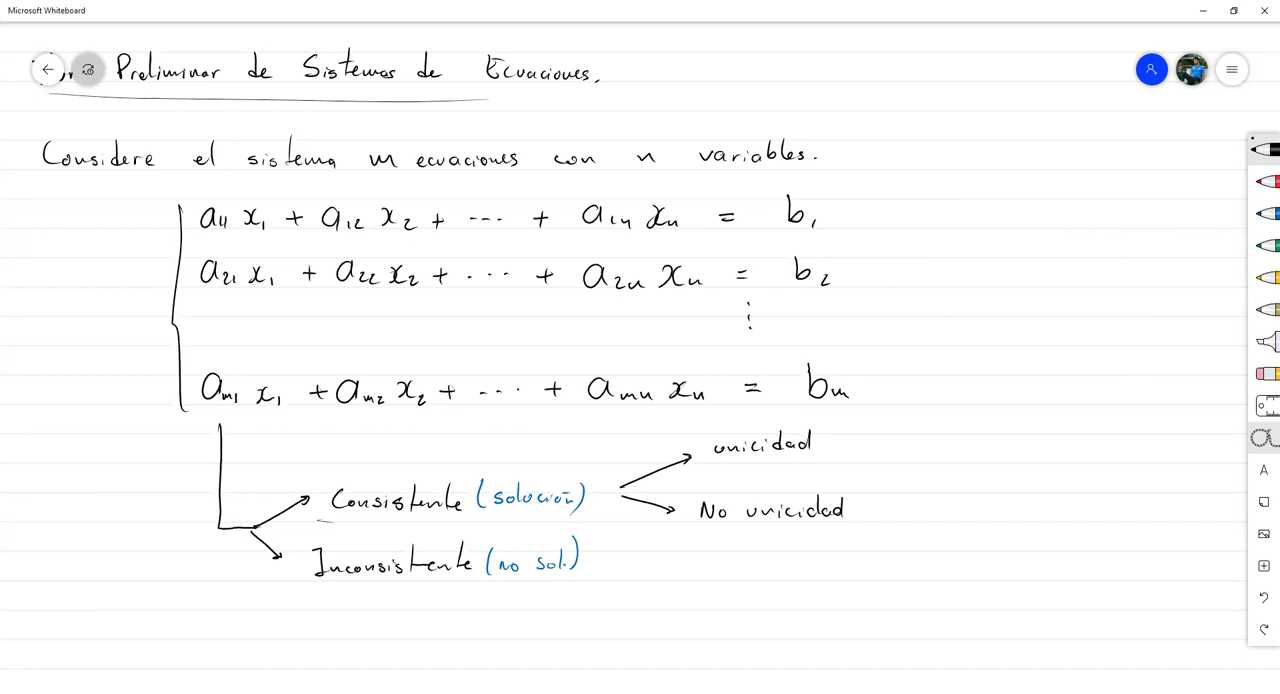 Microsoft Whiteboard
Preliminar de Sistemas de Ecuaciones.
Considere el sistema m ecuaciones con n variables.
a11 x1 + a12 x2 + ... + a1n xn = b1
a21 x1 + a22 x2 + ... + a2n xn = b2
⋮
am1 x1 + am2 x2 + ... + amn xn = bm
unicidad
Consistente (solución)
No unicidad
Inconsistente (no sol.)
A